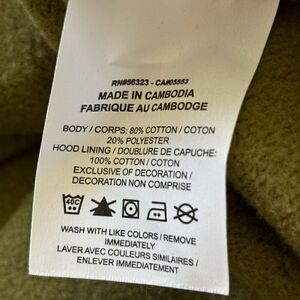 RN#56323 - CA#05553
MADE IN CAMBODIA
FABRIQUE AU CAMBODGE
BODY / CORPS: 80% COTTON / COTON
20% POLYESTER
HOOD LINING / DOUBLURE DE CAPUCHE:
100% COTTON / COTON
EXCLUSIVE OF DECORATION /
DECORATION NON COMPRISE
40C
WASH WITH LIKE COLORS / REMOVE
IMMEDIATELY
LAVER AVEC COULEURS SIMILAIRES /
ENLEVER IMMEDIATEMENT